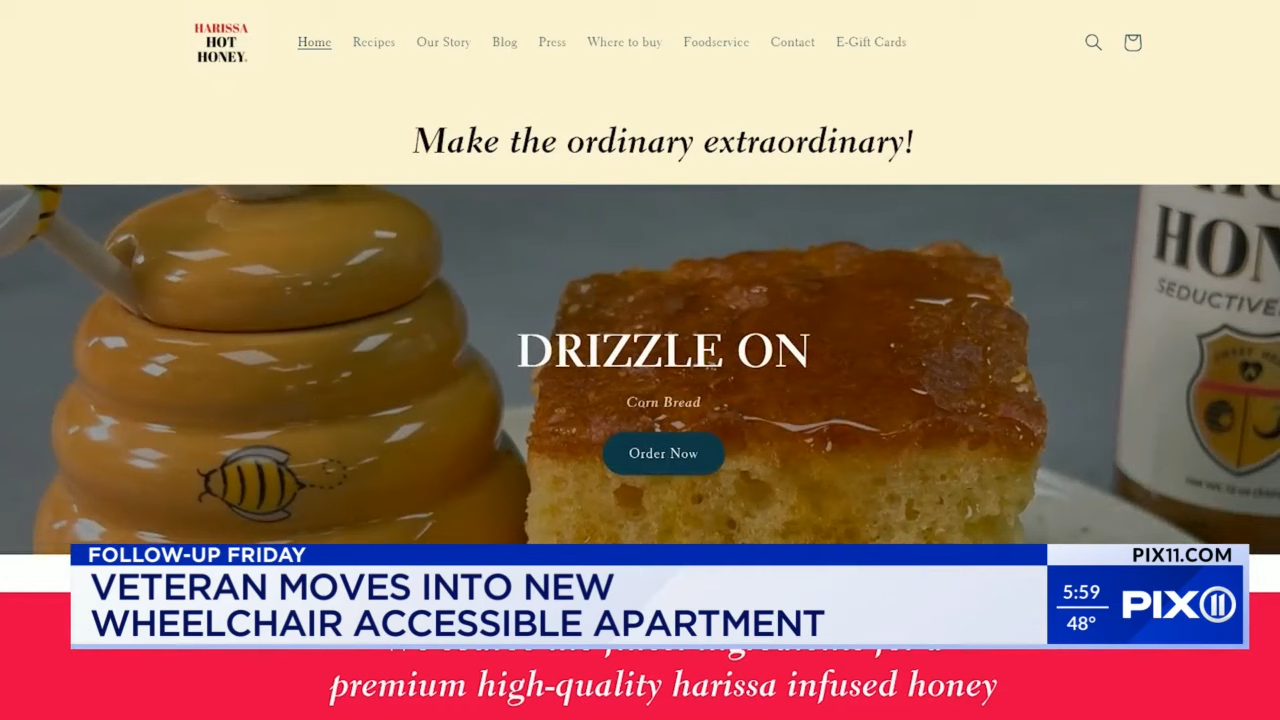 HARISSA
HOT
HONEY
Home Recipes Our Story Blog Press Where to buy Foodservice Contact E-Gift Cards
Make the ordinary extraordinary!
HON
SEDUCTIVE
DRIZZLE ON
Corn Bread
Order Now
FOLLOW-UP FRIDAY
PIX11.COM
VETERAN MOVES INTO NEW
WHEELCHAIR ACCESSIBLE APARTMENT
5:59
48°
PIX11
premium high-quality harissa infused honey